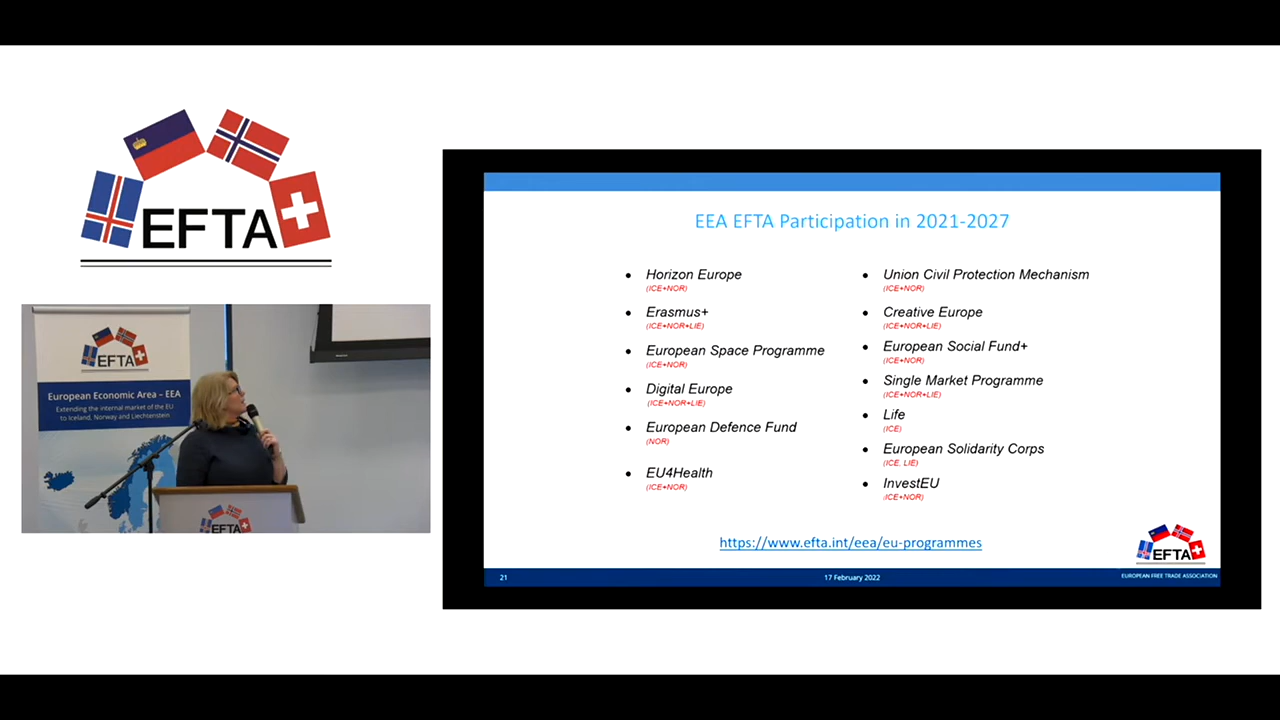 EFTA
EFTA
European Economic Area – EEA
Extending the internal market of the EU
to Iceland, Norway and Liechtenstein
EFTA
EEA EFTA Participation in 2021-2027
• Horizon Europe
(ICE+NOR)
• Erasmus+
(ICE+NOR+LIE)
• European Space Programme
(ICE+NOR)
• Digital Europe
(ICE+NOR+LIE)
• European Defence Fund
(NOR)
• EU4Health
(ICE+NOR)
• Union Civil Protection Mechanism
(ICE+NOR)
• Creative Europe
(ICE+NOR+LIE)
• European Social Fund+
(ICE+NOR)
• Single Market Programme
(ICE+NOR+LIE)
• Life
(ICE)
• European Solidarity Corps
(ICE, LIE)
• InvestEU
(ICE+NOR)
https://www.efta.int/eea/eu-programmes
EFTA
21
17 February 2022
EUROPEAN FREE TRADE ASSOCIATION